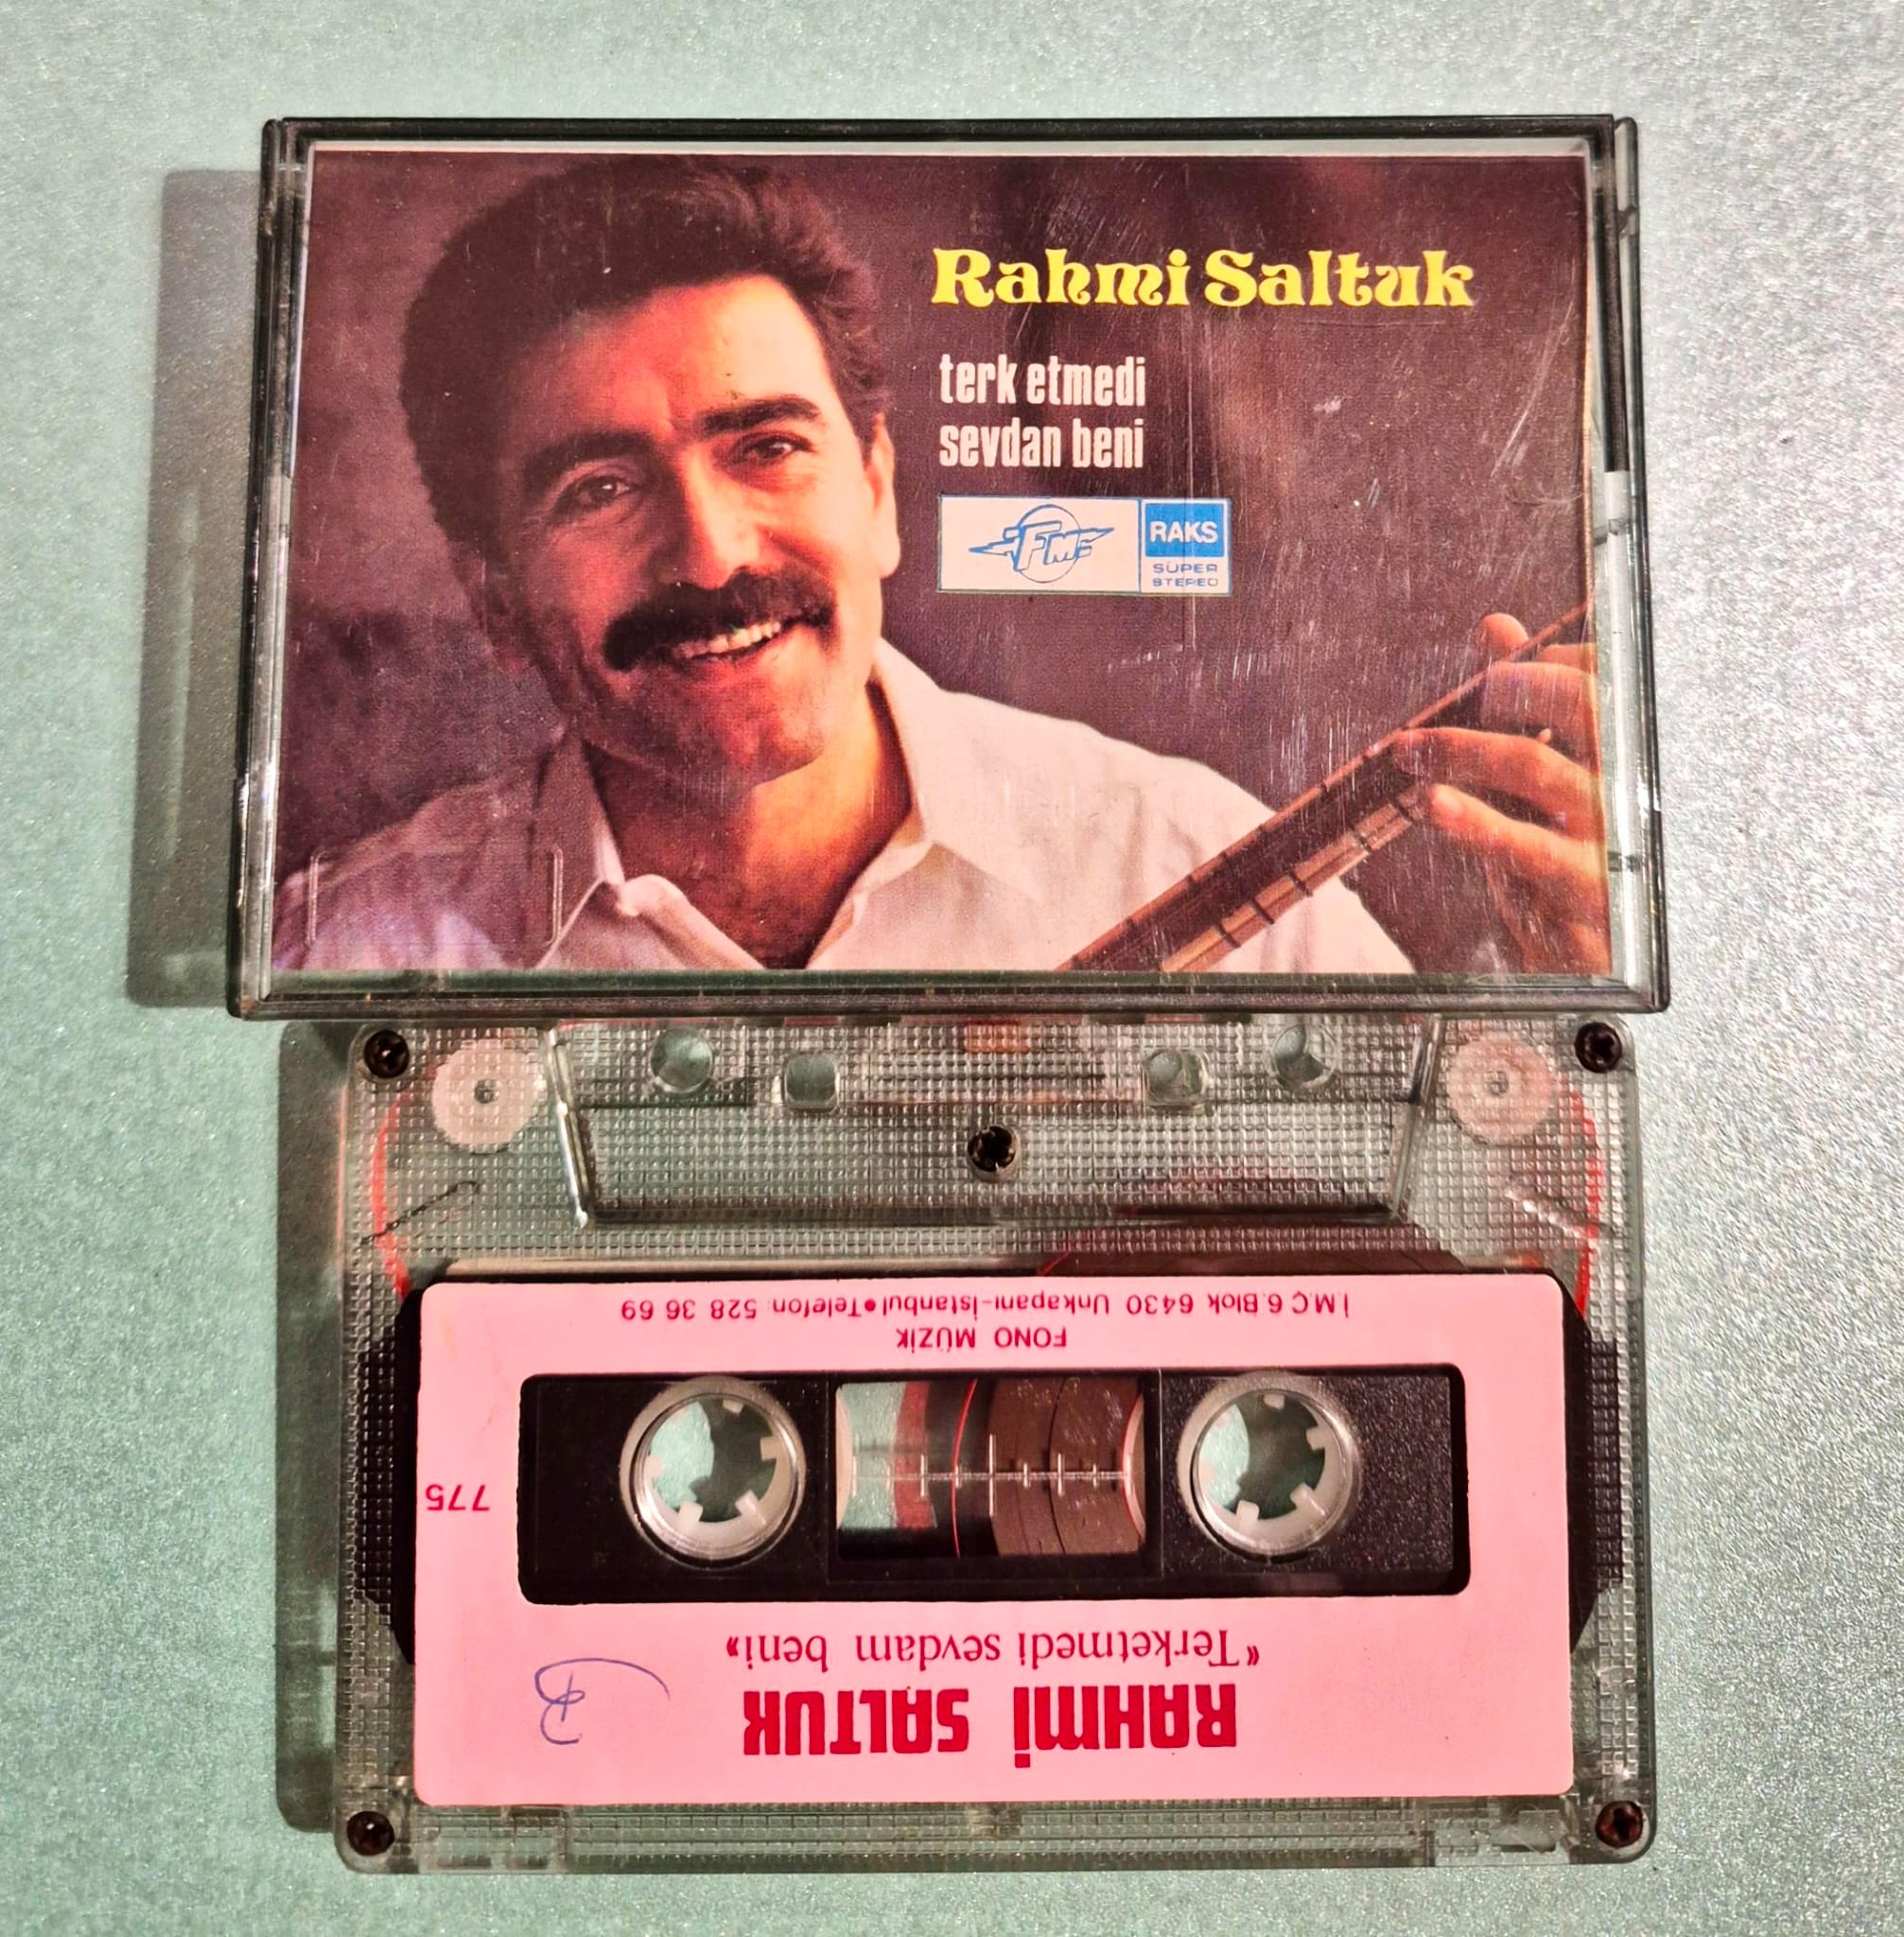 Rahmi Saltuk
terk etmedi
sevdan beni
FM
RAKS
SÜPER
STEREO
RAHMİ SALTUK
«Terketmedi sevdam beni»
B
775
FONO MÜZİK
İ.M.Ç 6. Blok 6430 Unkapanı-İstanbul•Telefon: 528 36 69